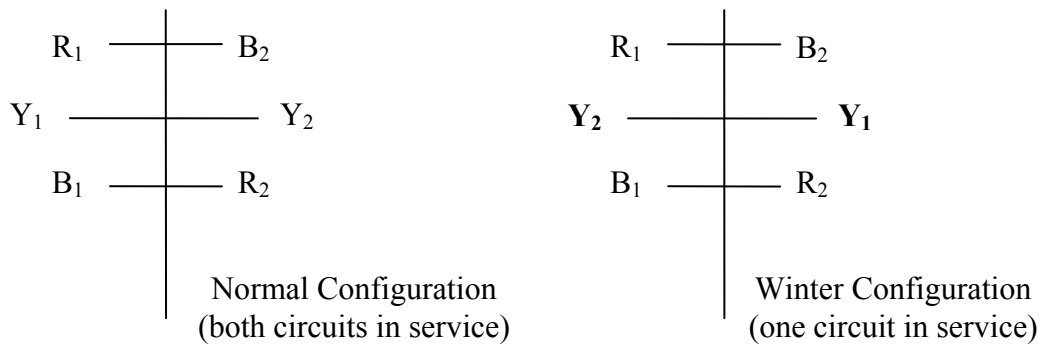 R₁ B₂
Y₁ Y₂
B₁ R₂
Normal Configuration
(both circuits in service)
R₁ B₂
Y₂ Y₁
B₁ R₂
Winter Configuration
(one circuit in service)